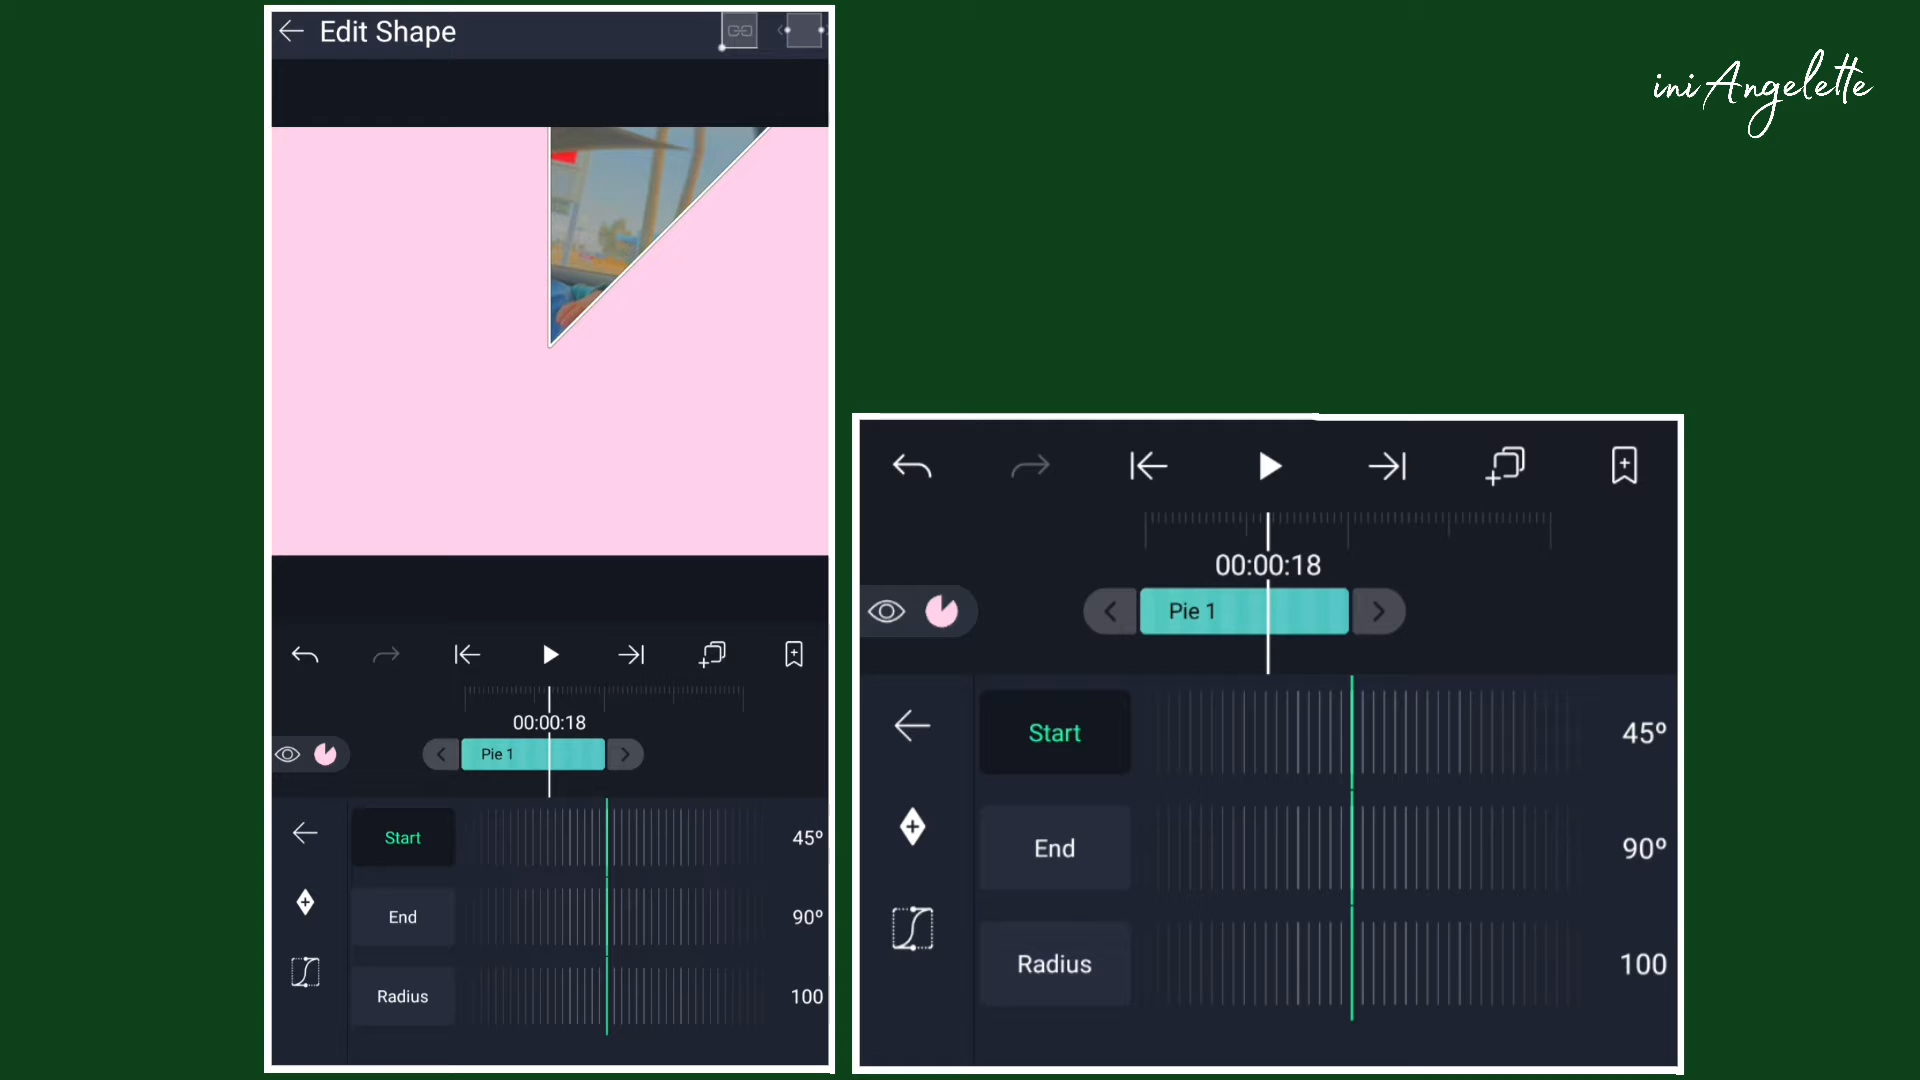 Edit Shape
iniAngelette
00:00:18
Pie 1
Start 45º
End 90º
Radius 100
00:00:18
Pie 1
Start 45º
End 90º
Radius 100